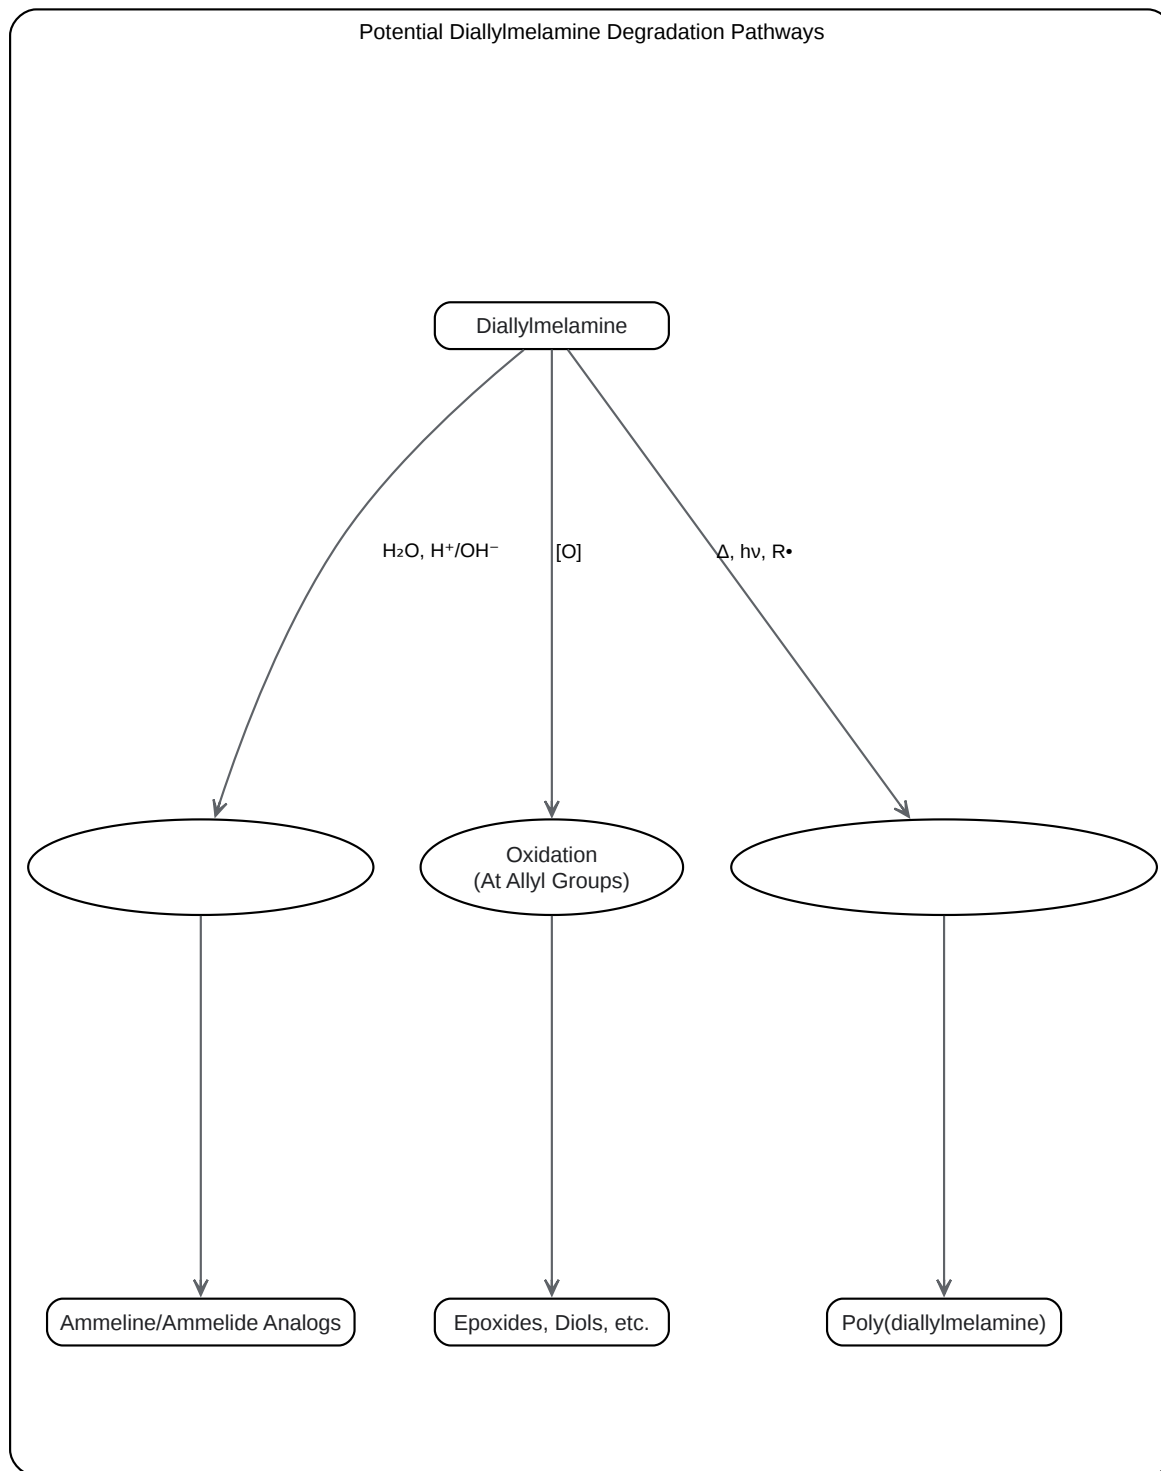 Potential Diallylmelamine Degradation Pathways
Diallylmelamine
H₂O, H⁺/OH⁻
[O]
Δ, hν, R•
Oxidation
(At Allyl Groups)
Ammeline/Ammelide Analogs
Epoxides, Diols, etc.
Poly(diallylmelamine)